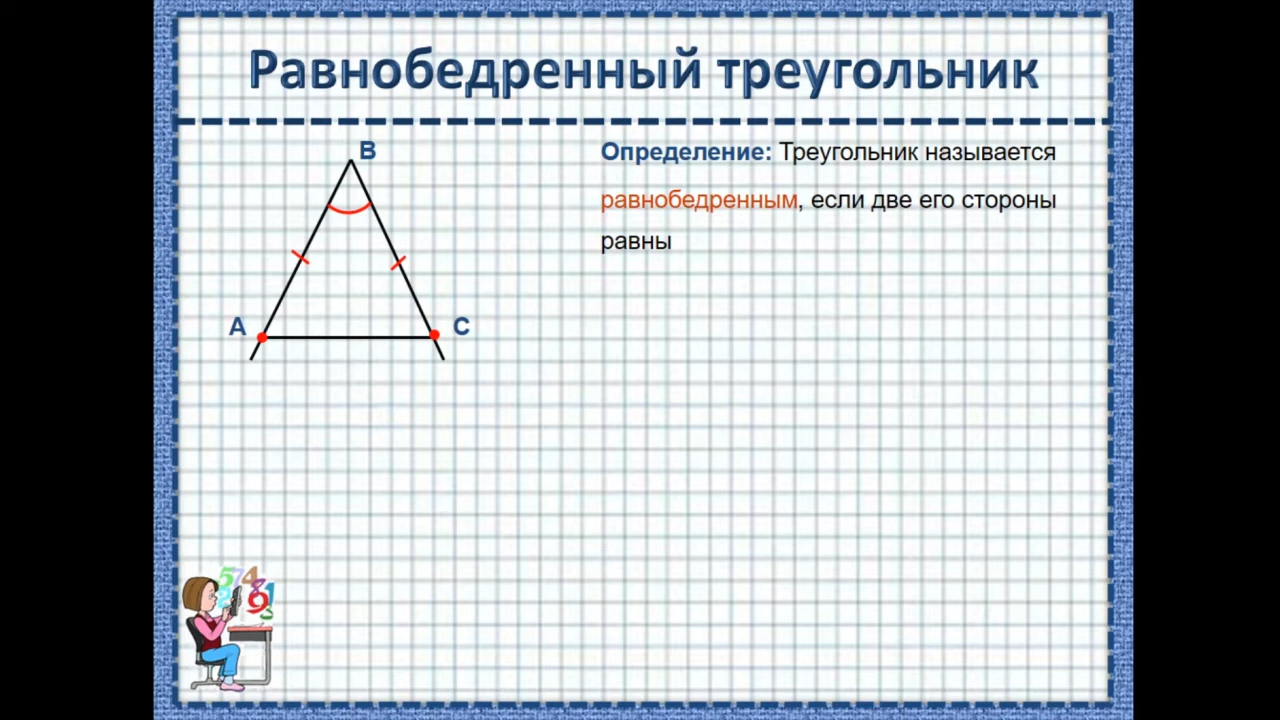 Равнобедренный треугольник
B
A
C
Определение: Треугольник называется
равнобедренным, если две его стороны
равны